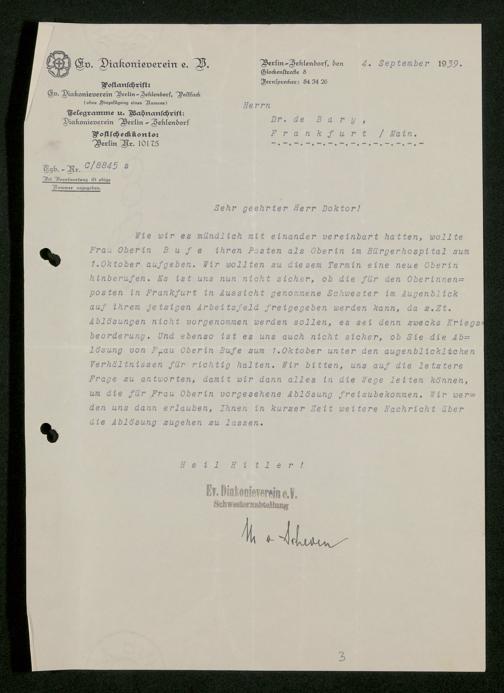 Ev. Diakonieverein e. V.
Postanschrift:
Ev. Diakonieverein Berlin-Zehlendorf, Postfach
(ohne Hinzufügung eines Namens)
Telegramm- u. Bahnanschrift:
Diakonieverein Berlin-Zehlendorf
Postscheckkonto:
Berlin Nr. 10175
Tgb.-Nr. C/8845 s
Bei Beantwortung ist obige
Nummer anzugeben.
Berlin-Zehlendorf, den 4. September 1939.
Glockenstraße 8
Fernsprecher: 84 34 26
Herrn
Dr. de Bary,
Frankfurt / Main.
Sehr geehrter Herr Doktor!
Wie wir es mündlich mit einander vereinbart hatten, wollte
Frau Oberin Bufe ihren Posten als Oberin im Bürgerhospital zum
1.Oktober aufgeben. Wir wollten zu diesem Termin eine neue Oberin
hinberufen. Es ist uns nun nicht sicher, ob die für den Oberinnen=
posten in Frankfurt in Aussicht genommene Schwester im Augenblick
auf ihrem jetzigen Arbeitsfeld freigegeben werden kann, da z.Zt.
Ablösungen nicht vorgenommen werden sollen, es sei denn zwecks Kriegs=
beorderung. Und ebenso ist es uns auch nicht sicher, ob Sie die Ab=
lösung von Frau Oberin Bufe zum 1.Oktober unter den augenblicklichen
Verhältnissen für richtig halten. Wir bitten, uns auf die letztere
Frage zu antworten, damit wir dann alles in die Wege leiten können,
um die für Frau Oberin vorgesehene Ablösung freizubekommen. Wir wer=
den uns dann erlauben, Ihnen in kurzer Zeit weitere Nachricht über
die Ablösung zugehen zu lassen.
Heil Hitler!
Ev. Diakonieverein e.V.
Schwesternabteilung
M v Scheven
3